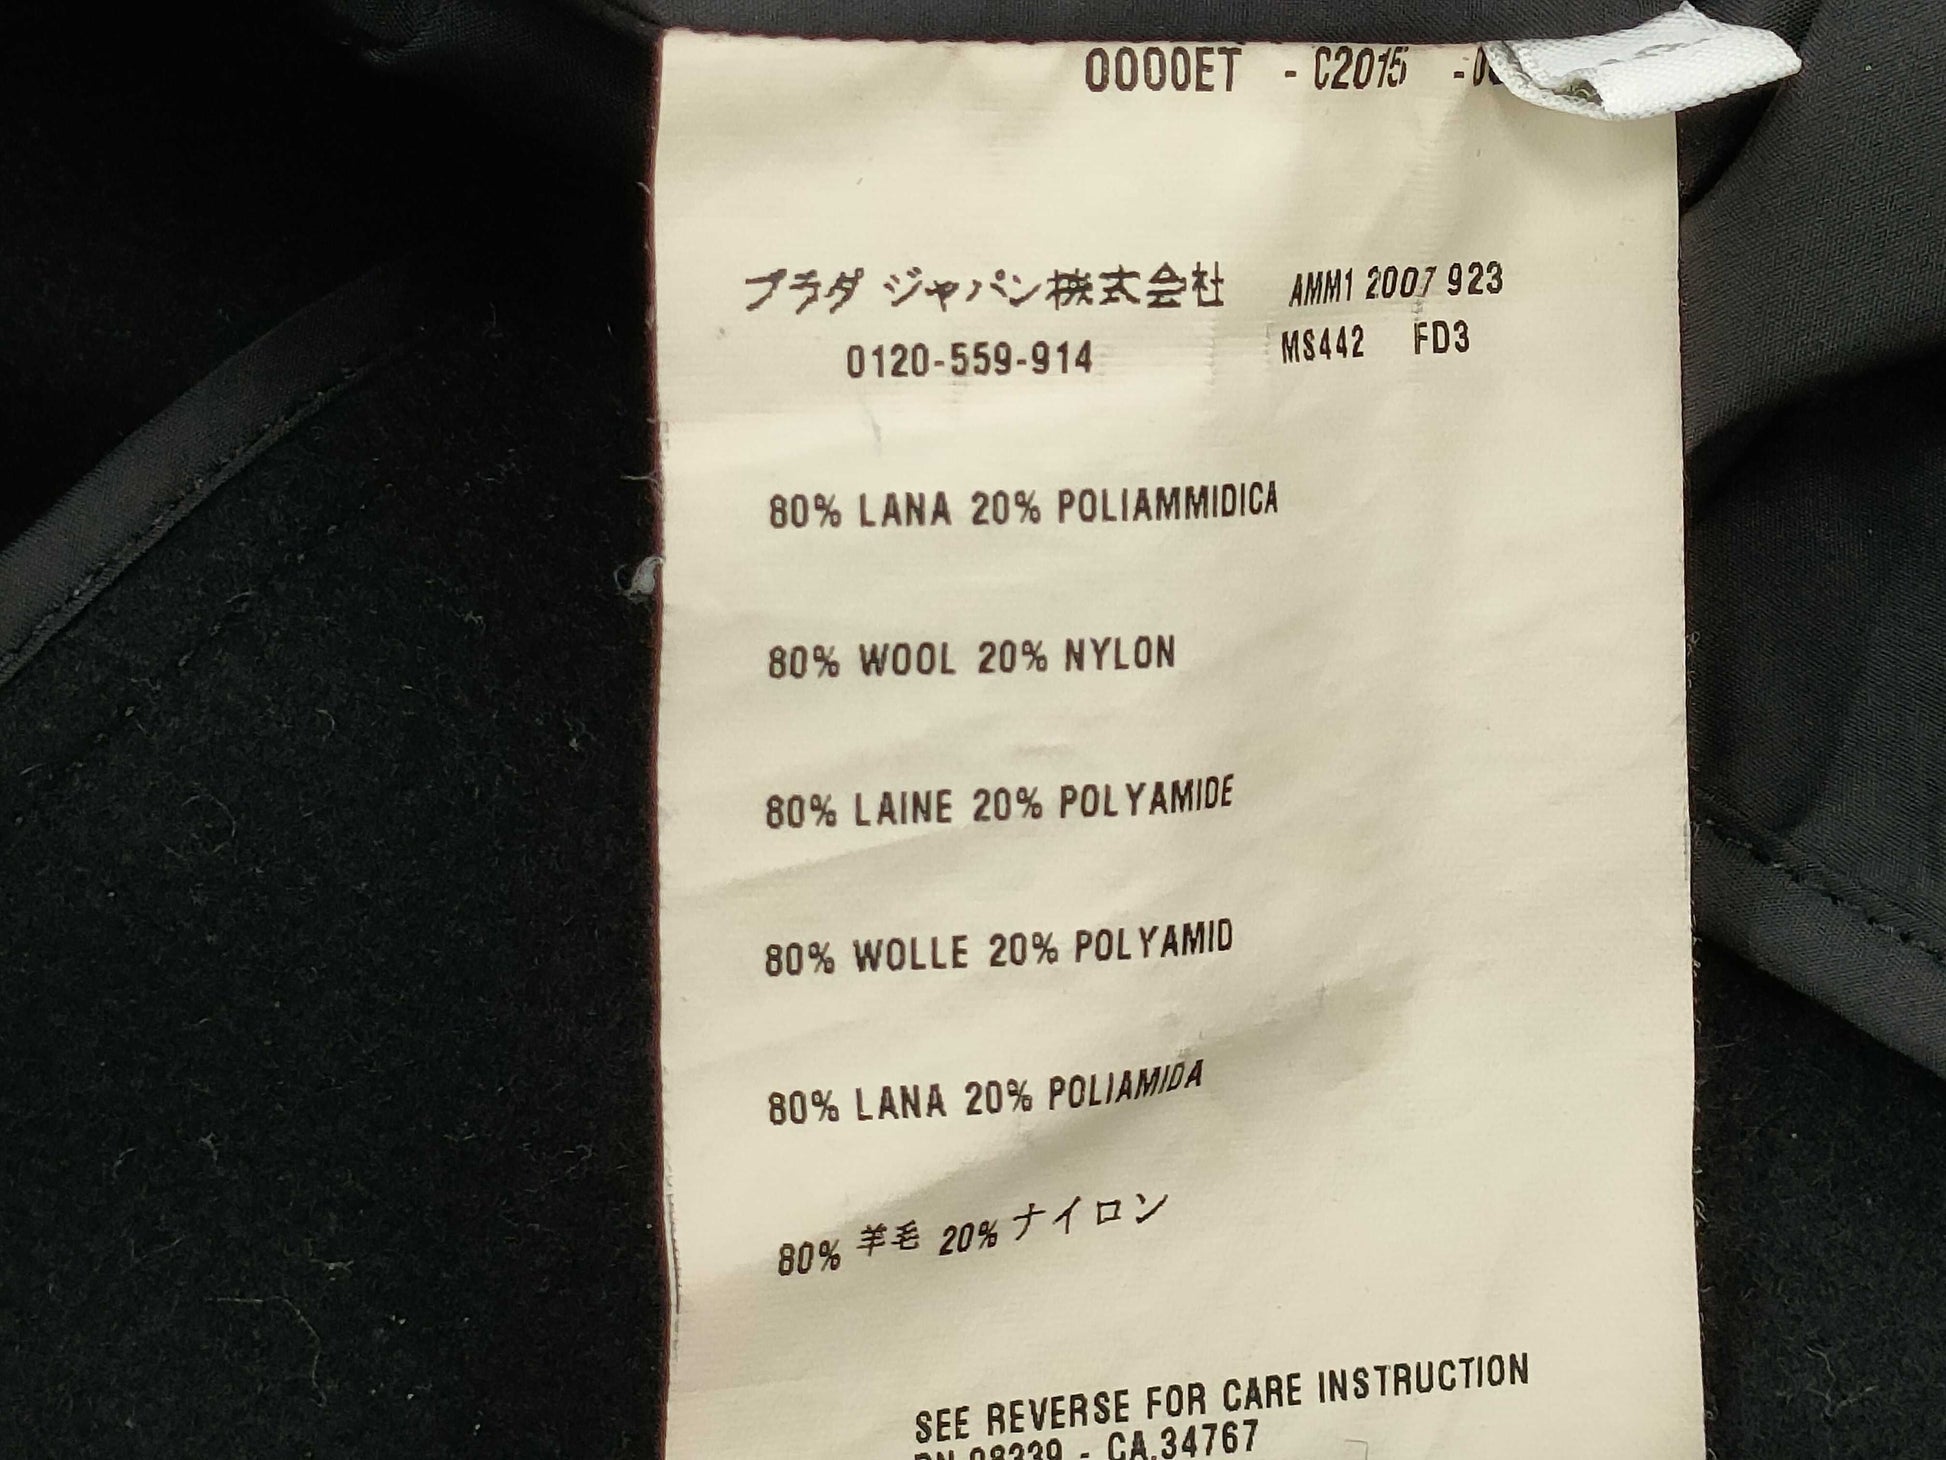 0000ET - C2015
プラダ ジャパン株式会社 AMM1 2007 923
0120-559-914 MS442 FD3
80% LANA 20% POLIAMMIDICA
80% WOOL 20% NYLON
80% LAINE 20% POLYAMIDE
80% WOLLE 20% POLYAMID
80% LANA 20% POLIAMIDA
80% 羊毛 20% ナイロン
SEE REVERSE FOR CARE INSTRUCTION
- CA.34767